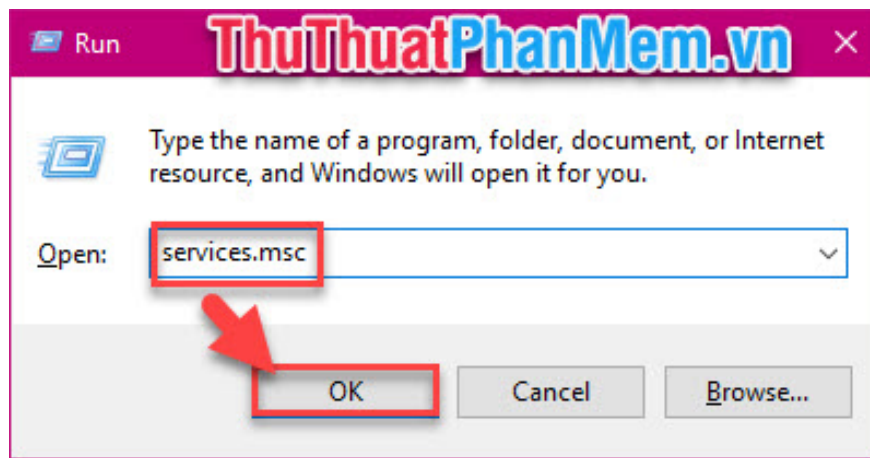 Run
ThuThuatPhanMem.vn
Type the name of a program, folder, document, or Internet
resource, and Windows will open it for you.
Open: services.msc
OK Cancel Browse...